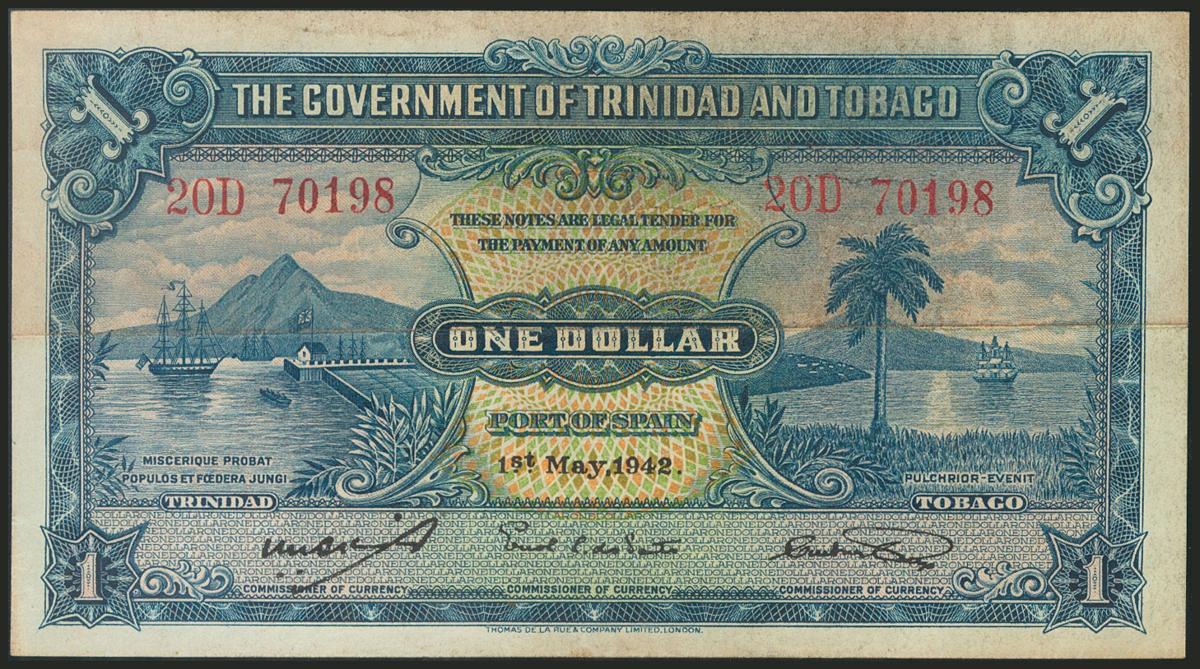 THE GOVERNMENT OF TRINIDAD AND TOBAGO
1
1
20D 70198
20D 70198
THESE NOTES ARE LEGAL TENDER FOR
THE PAYMENT OF ANY AMOUNT
ONE DOLLAR
PORT OF SPAIN
1st May, 1942.
MISCERIQUE PROBAT
POPULOS ET FŒDERA JUNGI
TRINIDAD
PULCHRIOR-EVENIT
TOBAGO
1
1
COMMISSIONER OF CURRENCY
COMMISSIONER OF CURRENCY
COMMISSIONER OF CURRENCY
THOMAS DE LA RUE & COMPANY LIMITED, LONDON.